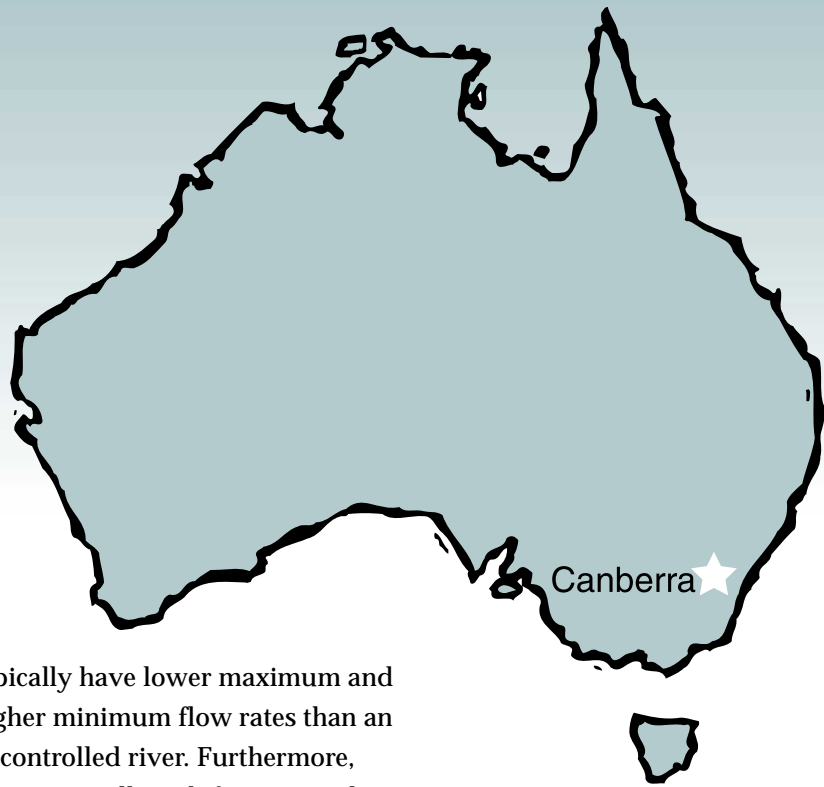 Canberra
pically have lower maximum and
gher minimum flow rates than an
controlled river. Furthermore,